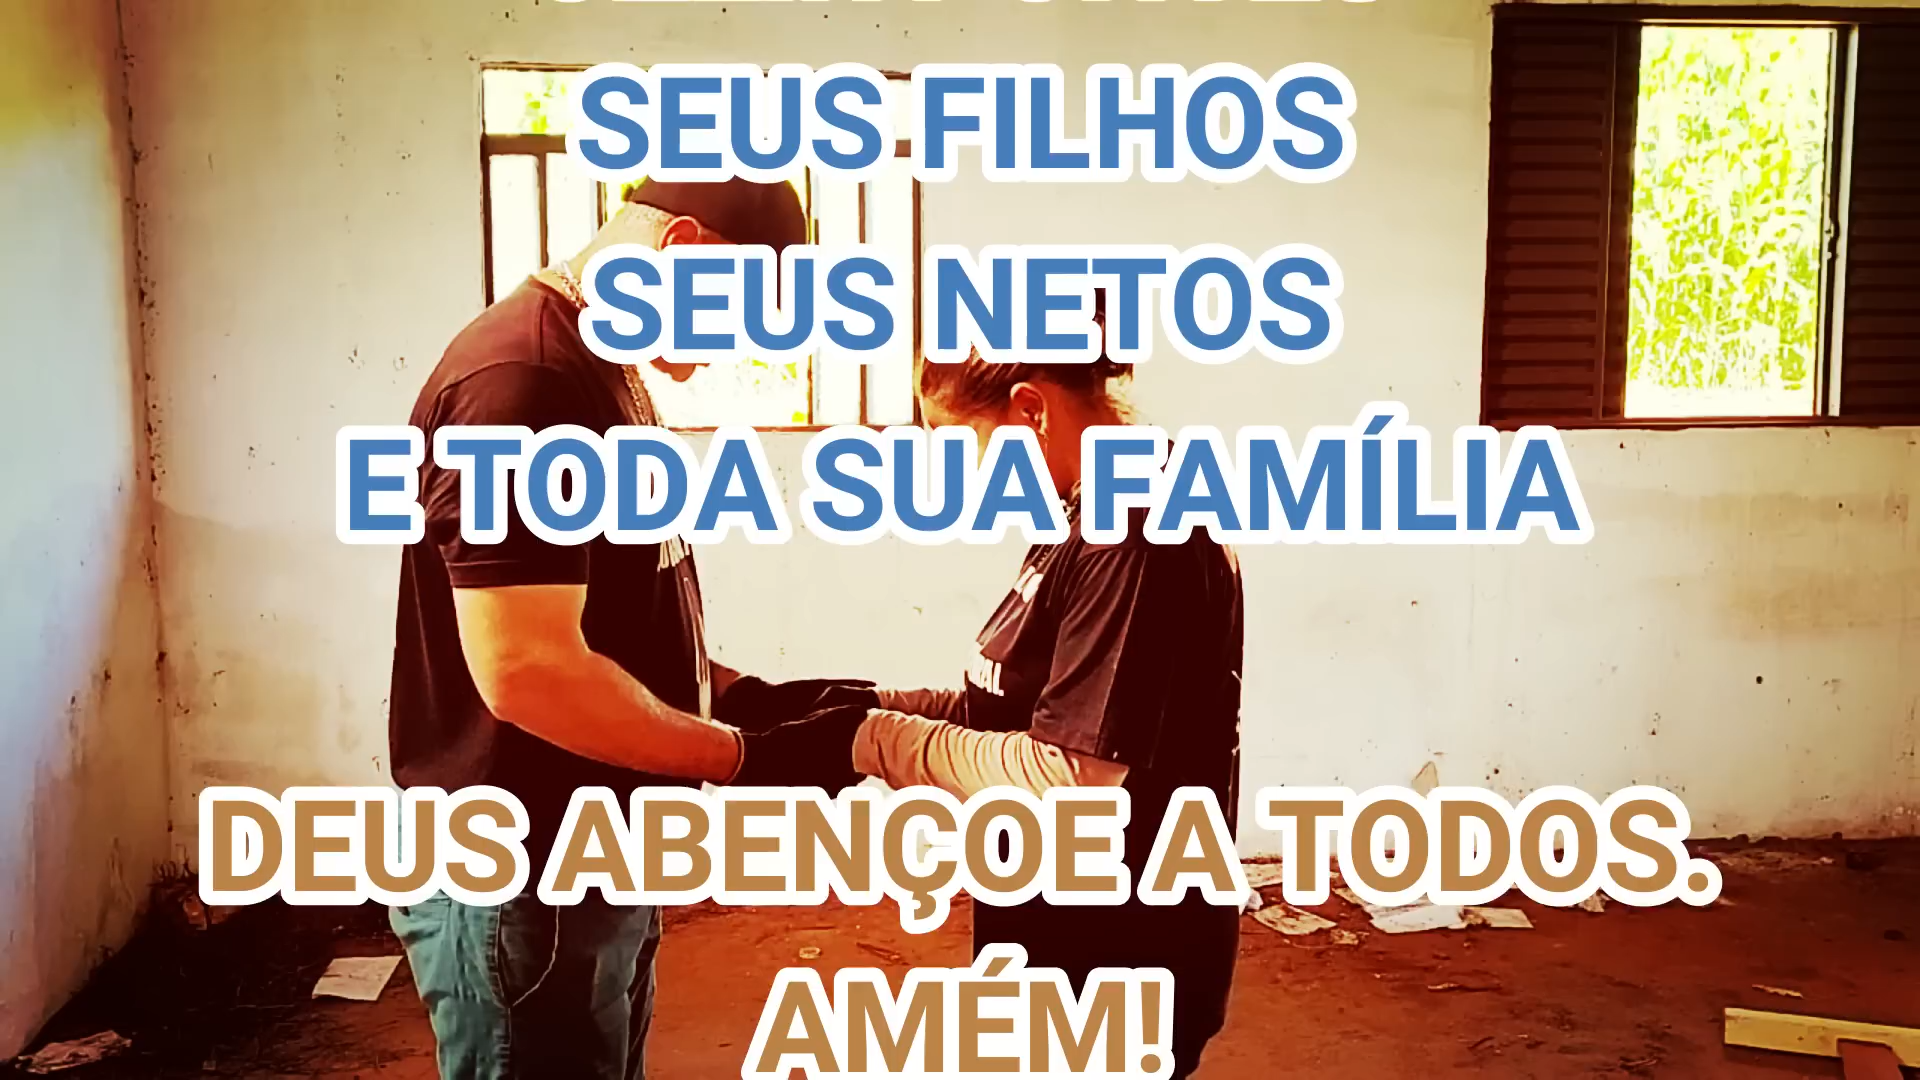 SEUS FILHOS
SEUS NETOS
E TODA SUA FAMÍLIA
DEUS ABENÇOE A TODOS.
AMÉM!